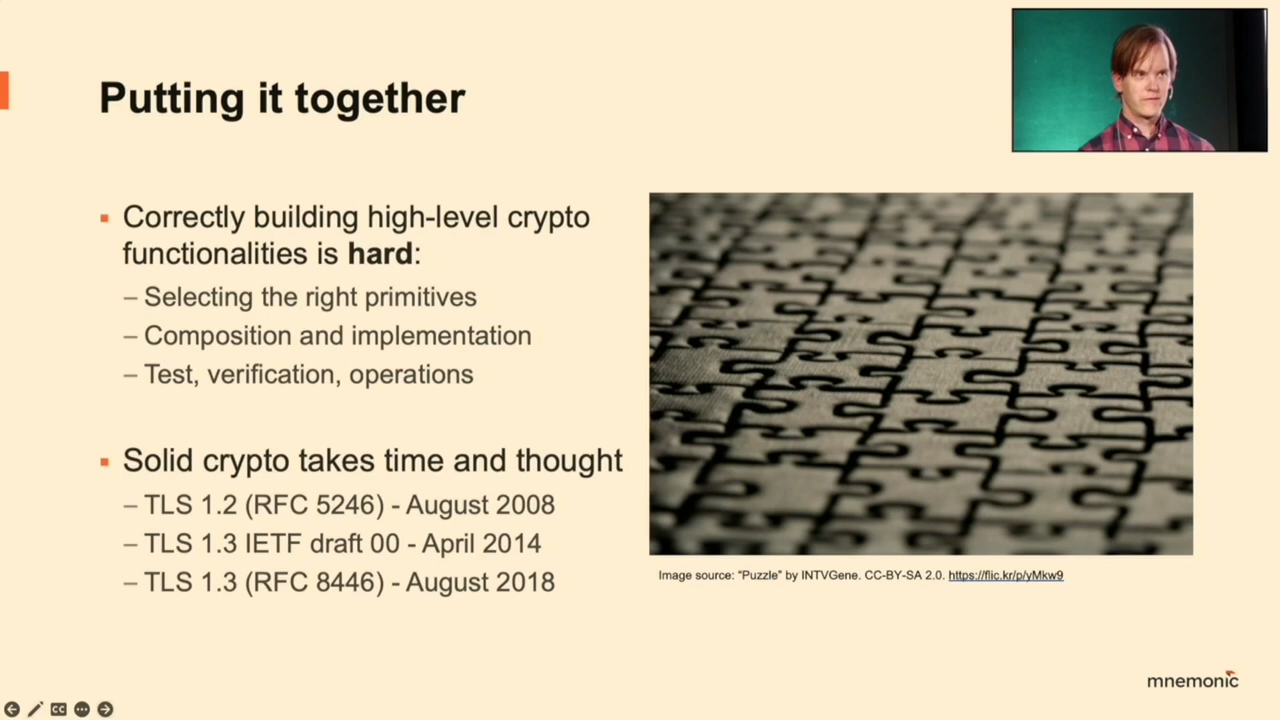 Putting it together
▪ Correctly building high-level crypto
functionalities is hard:
– Selecting the right primitives
– Composition and implementation
– Test, verification, operations
▪ Solid crypto takes time and thought
– TLS 1.2 (RFC 5246) - August 2008
– TLS 1.3 IETF draft 00 - April 2014
– TLS 1.3 (RFC 8446) - August 2018
Image source: “Puzzle” by INTVGene. CC-BY-SA 2.0. https://flic.kr/p/yMkw9
mnemonic
CC